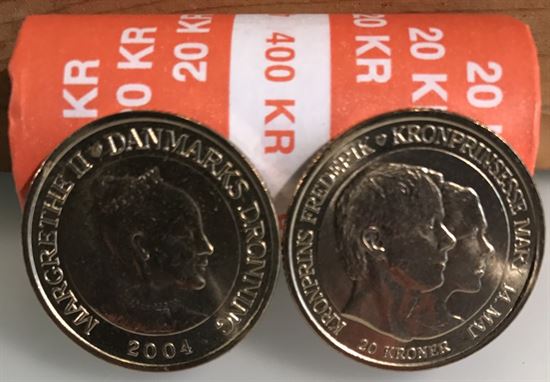 KR
20 KR
20 KR
400 KR
20 KR
20 K
20
KR
MARGRETHE II ♥ DANMARKS DRONNING
2004
KRONPRINS FREDERIK ♥ KRONPRINSESSE MARY 14. MAJ
20 KRONER